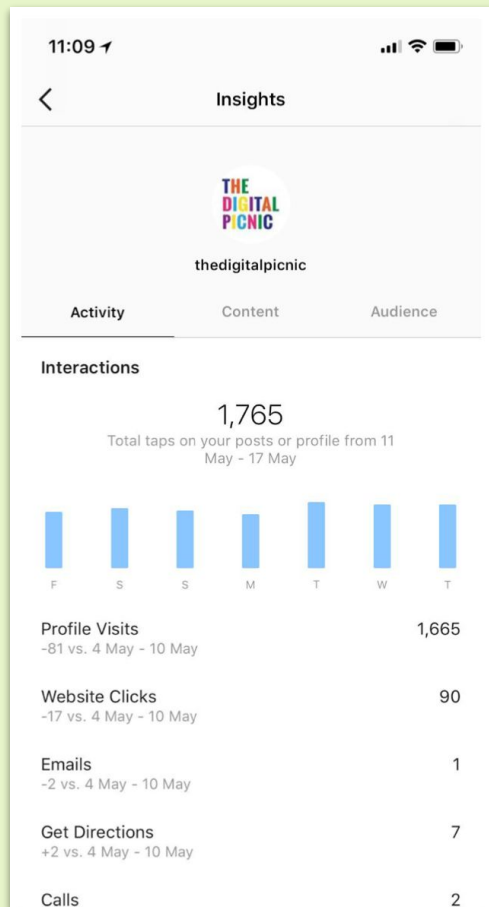 11:09
Insights
THE
DIGITAL
PICNIC
thedigitalpicnic
Activity Content Audience
Interactions
1,765
Total taps on your posts or profile from 11
May - 17 May
F S S M T W T
Profile Visits 1,665
-81 vs. 4 May - 10 May
Website Clicks 90
-17 vs. 4 May - 10 May
Emails 1
-2 vs. 4 May - 10 May
Get Directions 7
+2 vs. 4 May - 10 May
Calls 2